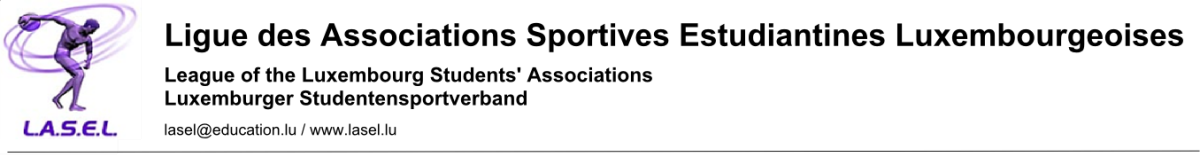 Ligue des Associations Sportives Estudiantines Luxembourgeoises
League of the Luxembourg Students' Associations
Luxemburger Studentensportverband
L.A.S.E.L.
lasel@education.lu / www.lasel.lu